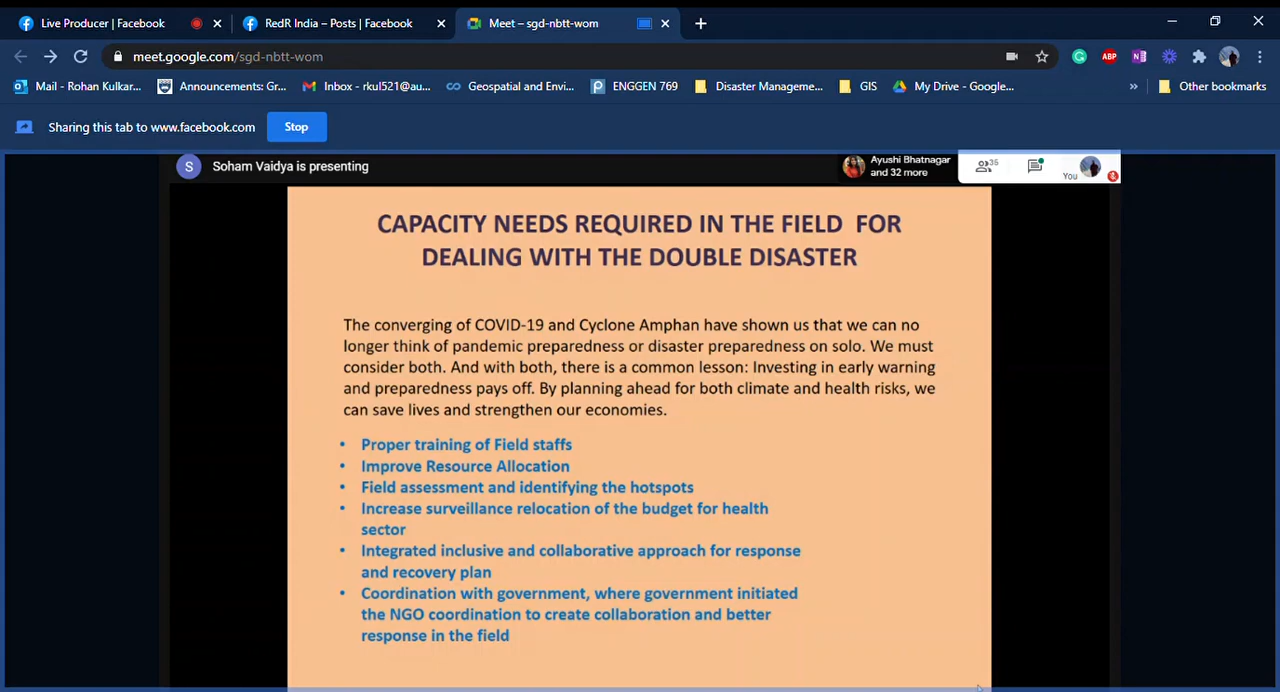 Live Producer | Facebook
RedR India – Posts | Facebook
Meet – sgd-nbtt-wom
meet.google.com/sgd-nbtt-wom
ABP
Mail - Rohan Kulkar...
Announcements: Gr...
Inbox - rkul521@au...
Geospatial and Envi...
ENGGEN 769
Disaster Manageme...
GIS
My Drive - Google...
»
Other bookmarks
Sharing this tab to www.facebook.com
Stop
S
Soham Vaidya is presenting
Ayushi Bhatnagar
and 32 more
35
You
CAPACITY NEEDS REQUIRED IN THE FIELD FOR
DEALING WITH THE DOUBLE DISASTER
The converging of COVID-19 and Cyclone Amphan have shown us that we can no
longer think of pandemic preparedness or disaster preparedness on solo. We must
consider both. And with both, there is a common lesson: Investing in early warning
and preparedness pays off. By planning ahead for both climate and health risks, we
can save lives and strengthen our economies.
• Proper training of Field staffs
• Improve Resource Allocation
• Field assessment and identifying the hotspots
• Increase surveillance relocation of the budget for health
sector
• Integrated inclusive and collaborative approach for response
and recovery plan
• Coordination with government, where government initiated
the NGO coordination to create collaboration and better
response in the field